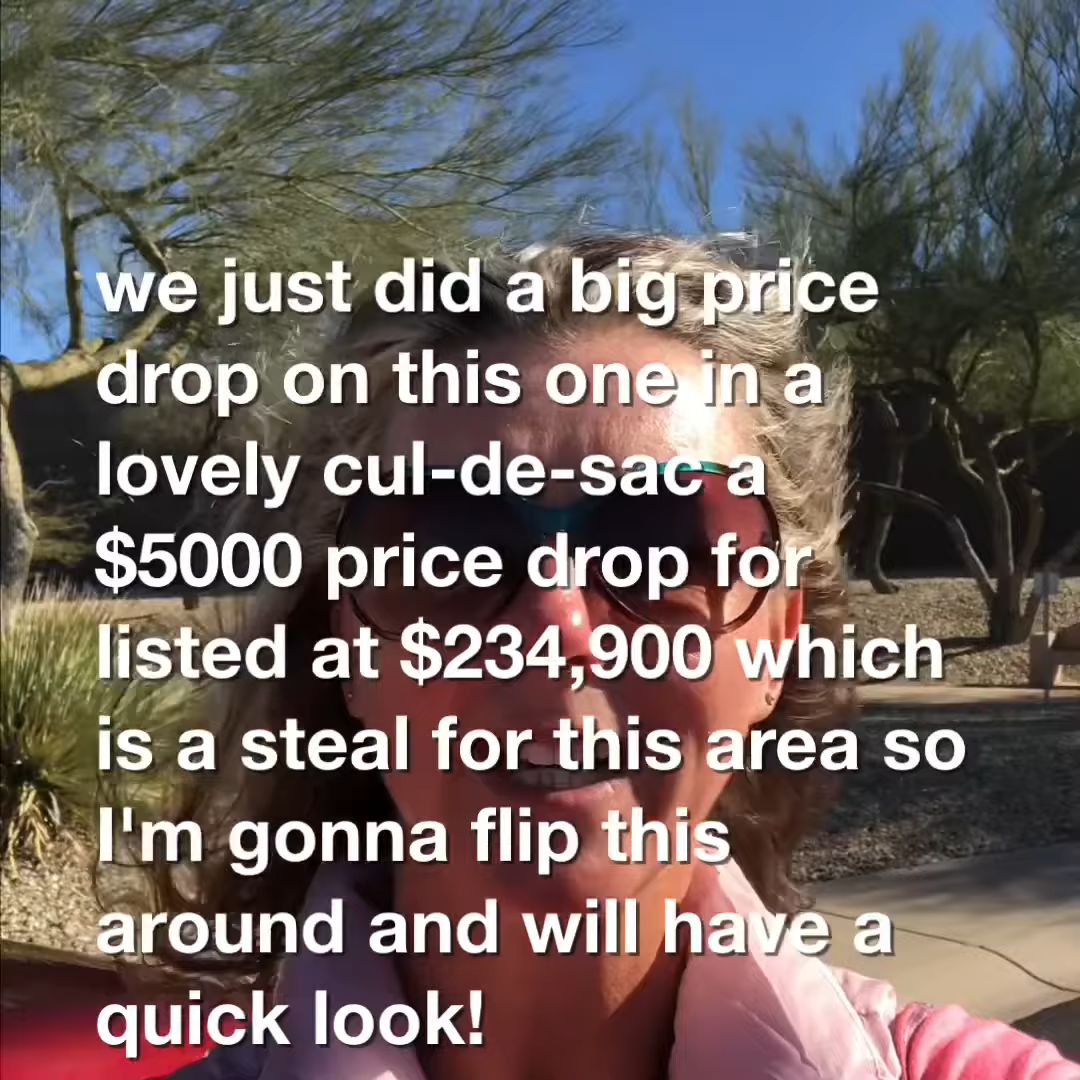 we just did a big price
drop on this one in a
lovely cul-de-sac a
$5000 price drop for
listed at $234,900 which
is a steal for this area so
I'm gonna flip this
around and will have a
quick look!